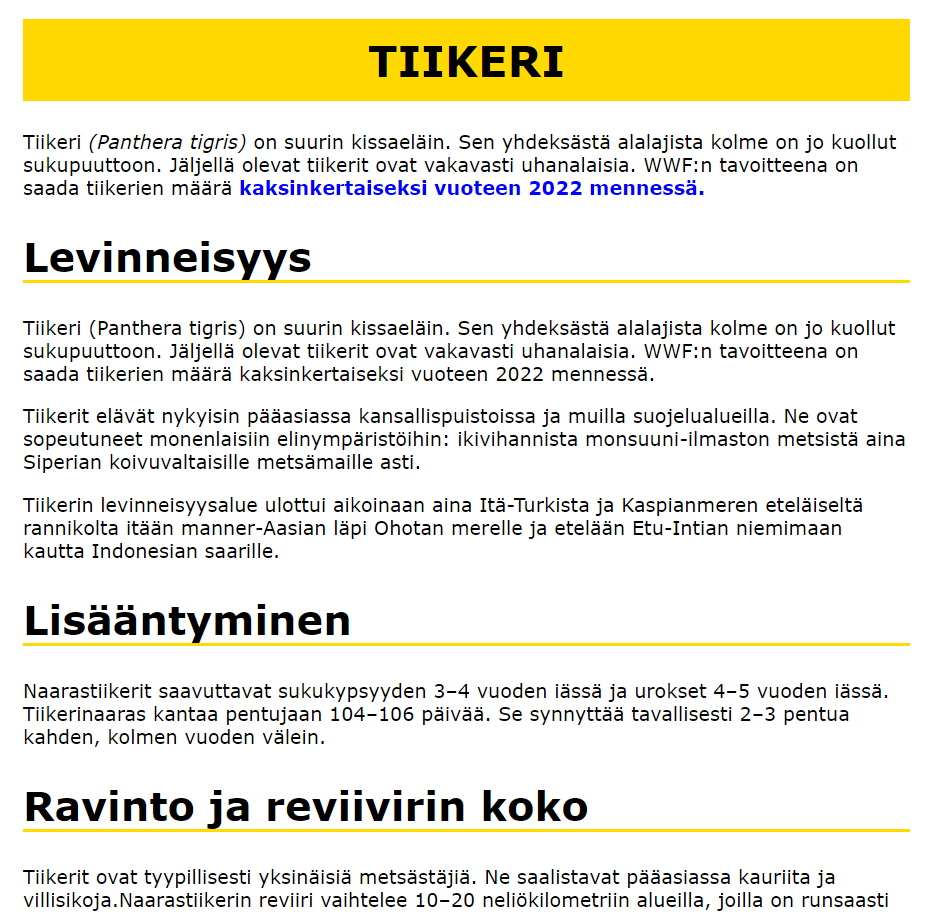 TIIKERI
Tiikeri (Panthera tigris) on suurin kissaeläin. Sen yhdeksästä alalajista kolme on jo kuollut
sukupuuttoon. Jäljellä olevat tiikerit ovat vakavasti uhanalaisia. WWF:n tavoitteena on
saada tiikerien määrä kaksinkertaiseksi vuoteen 2022 mennessä.
Levinneisyys
Tiikeri (Panthera tigris) on suurin kissaeläin. Sen yhdeksästä alalajista kolme on jo kuollut
sukupuuttoon. Jäljellä olevat tiikerit ovat vakavasti uhanalaisia. WWF:n tavoitteena on
saada tiikerien määrä kaksinkertaiseksi vuoteen 2022 mennessä.
Tiikerit elävät nykyisin pääasiassa kansallispuistoissa ja muilla suojelualueilla. Ne ovat
sopeutuneet monenlaisiin elinympäristöihin: ikivihannista monsuuni-ilmaston metsistä aina
Siperian koivuvaltaisille metsämaille asti.
Tiikerin levinneisyysalue ulottui aikoinaan aina Itä-Turkista ja Kaspianmeren eteläiseltä
rannikolta itään manner-Aasian läpi Ohotan merelle ja etelään Etu-Intian niemimaan
kautta Indonesian saarille.
Lisääntyminen
Naarastiikerit saavuttavat sukukypsyyden 3–4 vuoden iässä ja urokset 4–5 vuoden iässä.
Tiikerinaaras kantaa pentujaan 104–106 päivää. Se synnyttää tavallisesti 2–3 pentua
kahden, kolmen vuoden välein.
Ravinto ja reviivirin koko
Tiikerit ovat tyypillisesti yksinäisiä metsästäjiä. Ne saalistavat pääasiassa kauriita ja
villisikoja.Naarastiikerin reviiri vaihtelee 10–20 neliökilometriin alueilla, joilla on runsaasti